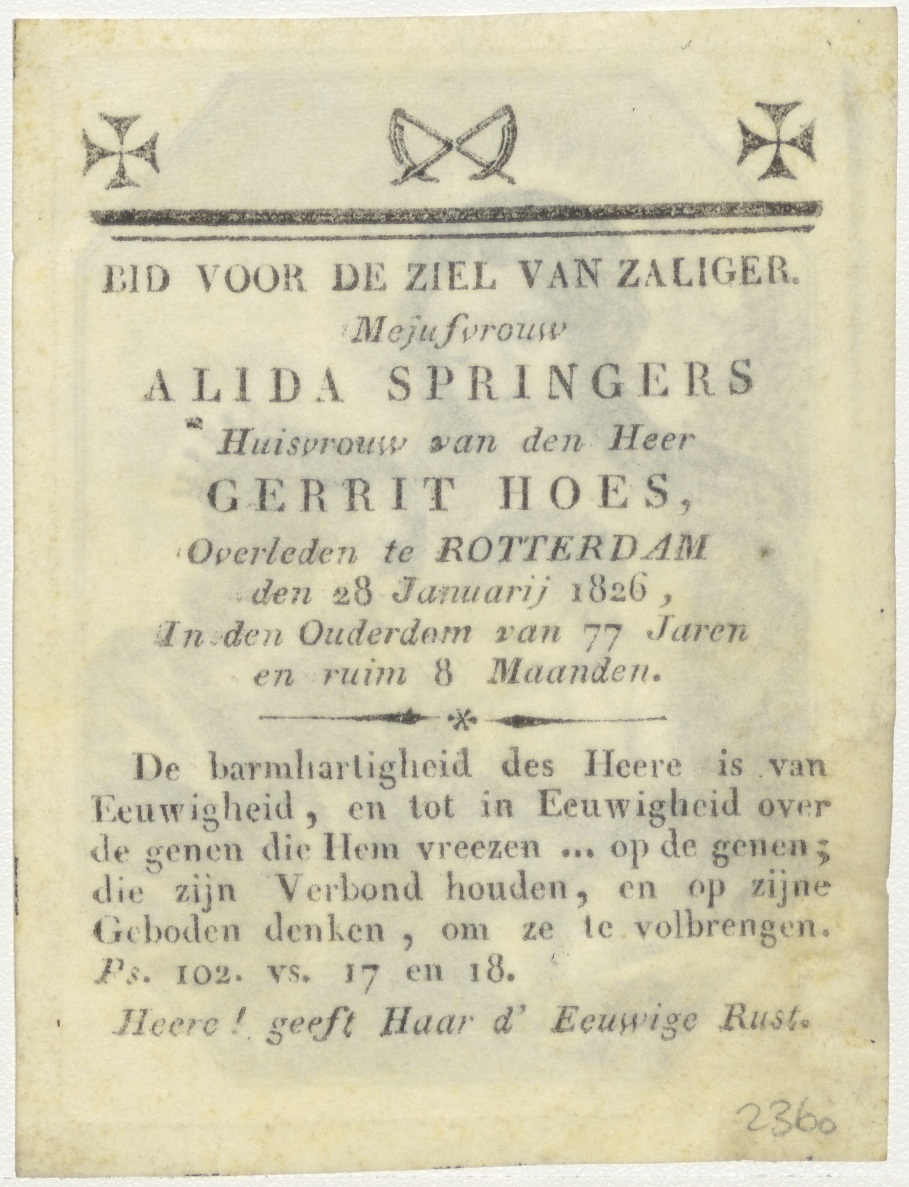 BID VOOR DE ZIEL VAN ZALIGER.
Mejufvrouw
ALIDA SPRINGERS
Huisvrouw van den Heer
GERRIT HOES,
Overleden te ROTTERDAM
den 28 Januarij 1826,
In den Ouderdom van 77 Jaren
en ruim 8 Maanden.
De barmhartigheid des Heere is van
Eeuwigheid, en tot in Eeuwigheid over
de genen die Hem vreezen ... op de genen;
die zijn Verbond houden, en op zijne
Geboden denken, om ze te volbrengen.
Ps. 102. vs. 17 en 18.
Heere! geeft Haar d' Eeuwige Rust.
2360